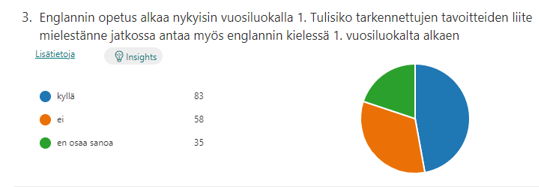 3. Englannin opetus alkaa nykyisin vuosiluokalla 1. Tulisiko tarkennettujen tavoitteiden liite
mielestänne jatkossa antaa myös englannin kielessä 1. vuosiluokalta alkaen
Lisätietoja
Insights
kyllä 83
ei 58
en osaa sanoa 35